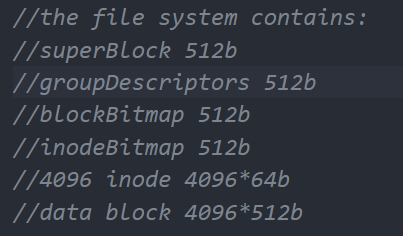 //the file system contains:
//superBlock 512b
//groupDescriptors 512b
//blockBitmap 512b
//inodeBitmap 512b
//4096 inode 4096*64b
//data block 4096*512b